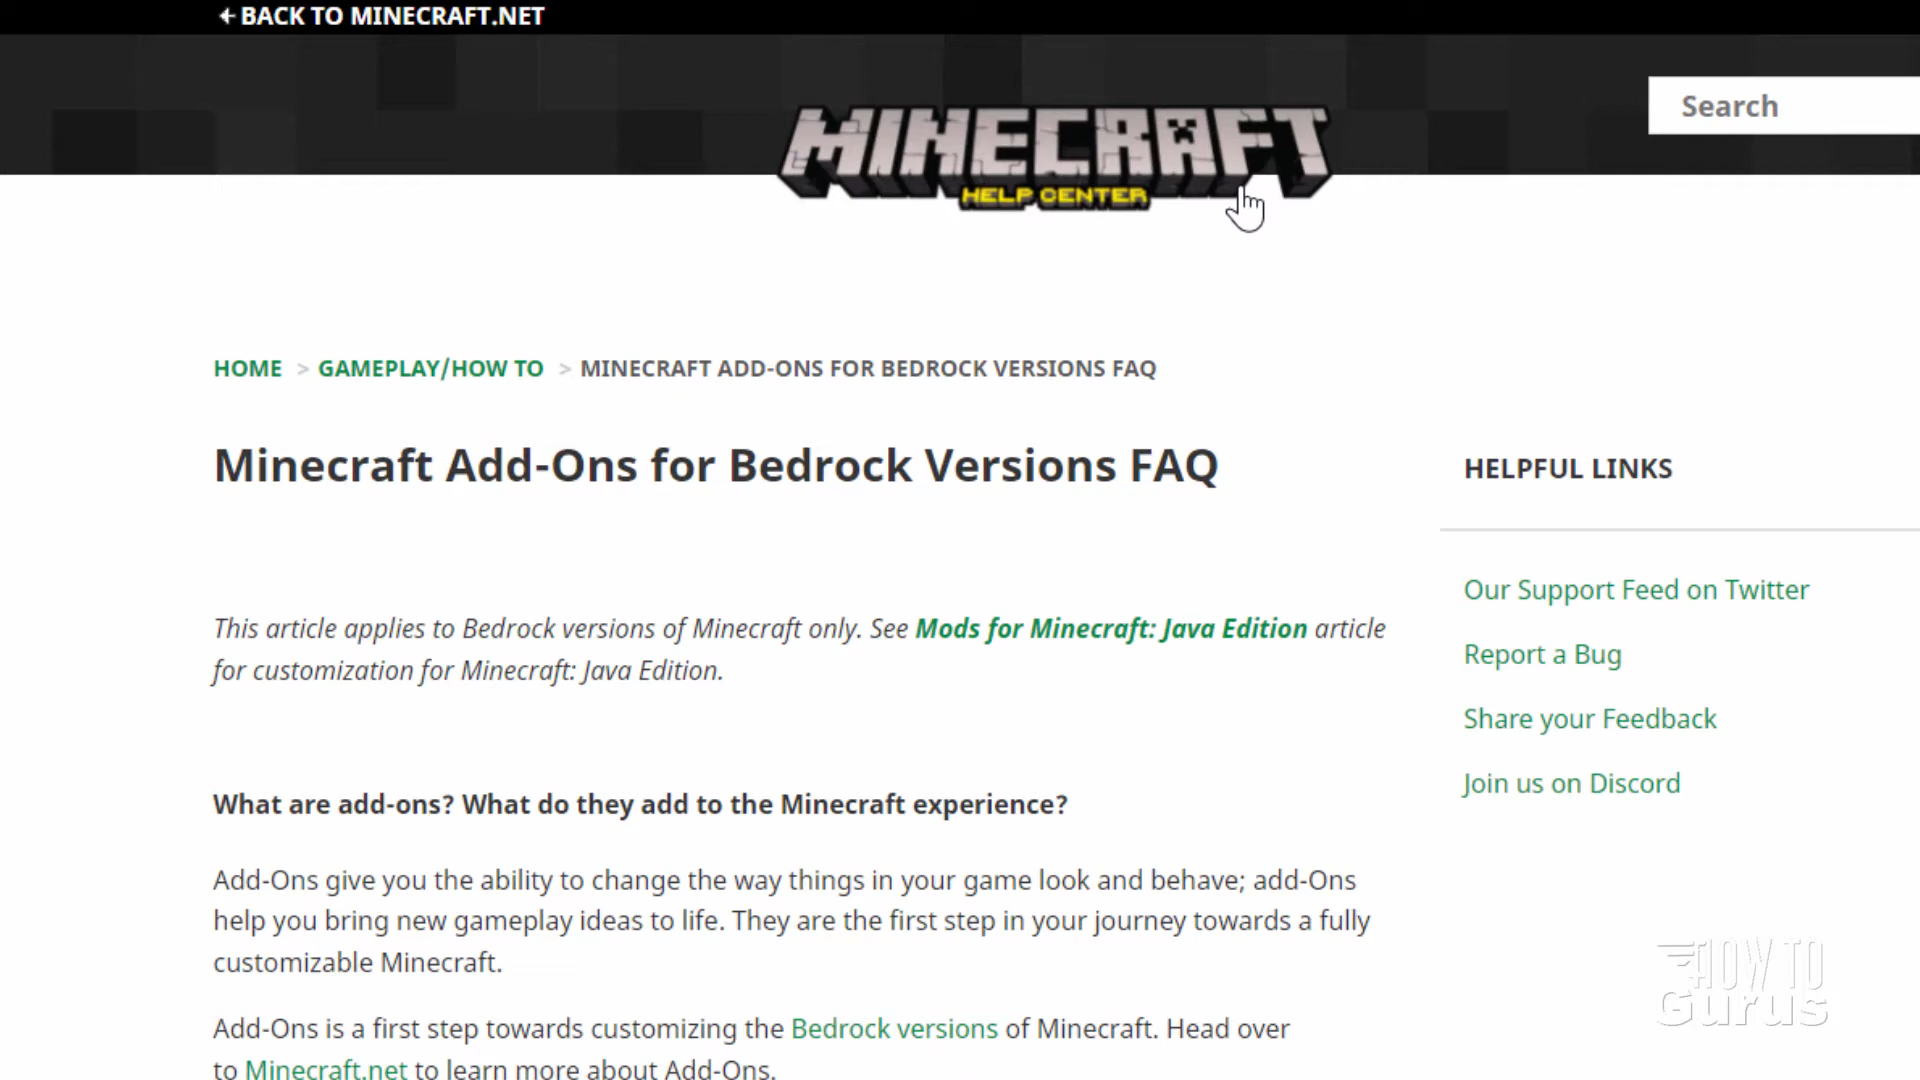 BACK TO MINECRAFT.NET
MINECRAFT
HELP CENTER
Search
HOME > GAMEPLAY/HOW TO > MINECRAFT ADD-ONS FOR BEDROCK VERSIONS FAQ
Minecraft Add-Ons for Bedrock Versions FAQ
This article applies to Bedrock versions of Minecraft only. See Mods for Minecraft: Java Edition article
for customization for Minecraft: Java Edition.
What are add-ons? What do they add to the Minecraft experience?
Add-Ons give you the ability to change the way things in your game look and behave; add-Ons
help you bring new gameplay ideas to life. They are the first step in your journey towards a fully
customizable Minecraft.
Add-Ons is a first step towards customizing the Bedrock versions of Minecraft. Head over
to Minecraft.net to learn more about Add-Ons.
HELPFUL LINKS
Our Support Feed on Twitter
Report a Bug
Share your Feedback
Join us on Discord
HOW TO
Gurus